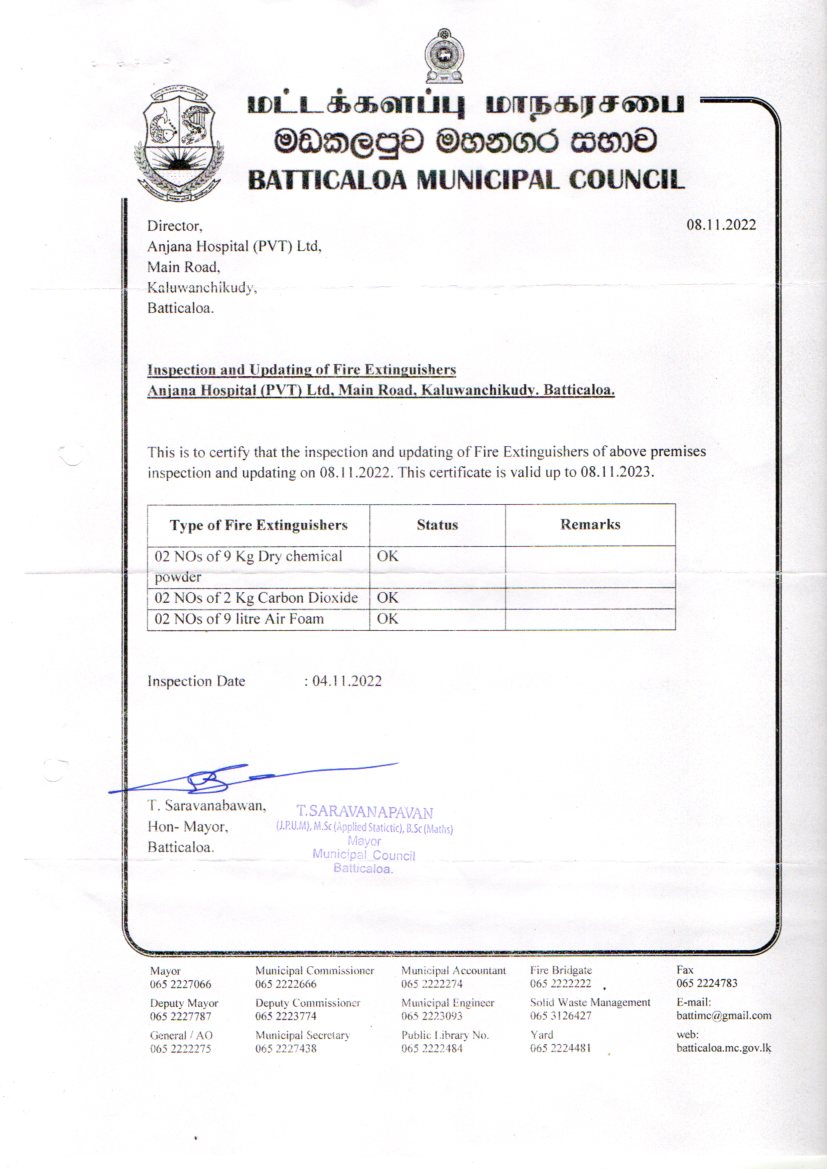 மட்டக்களப்பு மாநகரசபை
මඩකලපුව මහනගර සභාව
BATTICALOA MUNICIPAL COUNCIL
Director,
08.11.2022
Anjana Hospital (PVT) Ltd,
Main Road,
Kaluwanchikudy,
Batticaloa.
Inspection and Updating of Fire Extinguishers
Anjana Hospital (PVT) Ltd, Main Road, Kaluwanchikudy. Batticaloa.
This is to certify that the inspection and updating of Fire Extinguishers of above premises
inspection and updating on 08.11.2022. This certificate is valid up to 08.11.2023.
Type of Fire Extinguishers Status Remarks
02 NOs of 9 Kg Dry chemical OK
powder
02 NOs of 2 Kg Carbon Dioxide OK
02 NOs of 9 litre Air Foam OK
Inspection Date : 04.11.2022
T. Saravanabawan,
Hon- Mayor,
Batticaloa.
T.SARAVANAPAVAN
(J.P.U.M), M.Sc (Applied Statictic), B.Sc (Maths)
Mayor
Municipal Council
Batticaloa.
Mayor Municipal Commissioner Municipal Accountant Fire Bridgate Fax
065 2227066 065 2222666 065 2222274 065 2222222 065 2224783
Deputy Mayor Deputy Commissioner Municipal Engineer Solid Waste Management E-mail:
065 2227787 065 2223774 065 2223093 065 3126427 battimc@gmail.com
General / AO Municipal Secretary Public Library No. Yard web:
065 2222275 065 2227438 065 2222484 065 2224481 batticaloa.mc.gov.lk